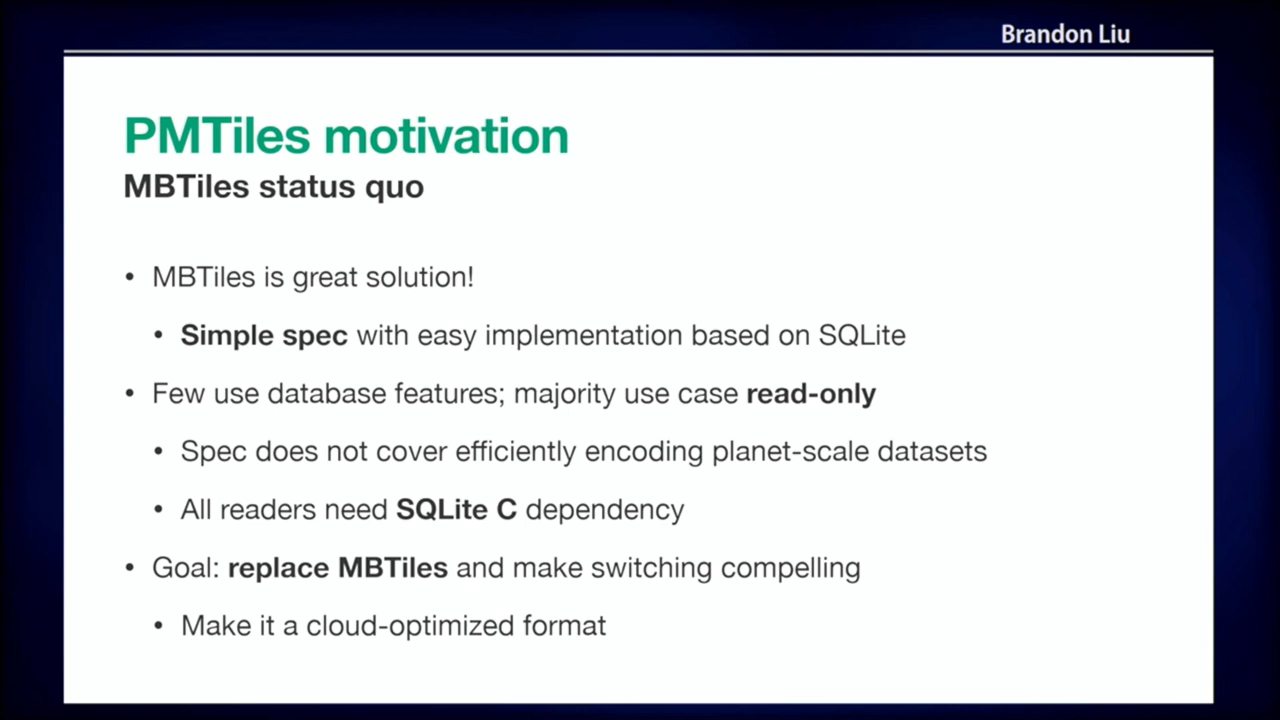 Brandon Liu
PMTiles motivation
MBTiles status quo
• MBTiles is great solution!
• Simple spec with easy implementation based on SQLite
• Few use database features; majority use case read-only
• Spec does not cover efficiently encoding planet-scale datasets
• All readers need SQLite C dependency
• Goal: replace MBTiles and make switching compelling
• Make it a cloud-optimized format